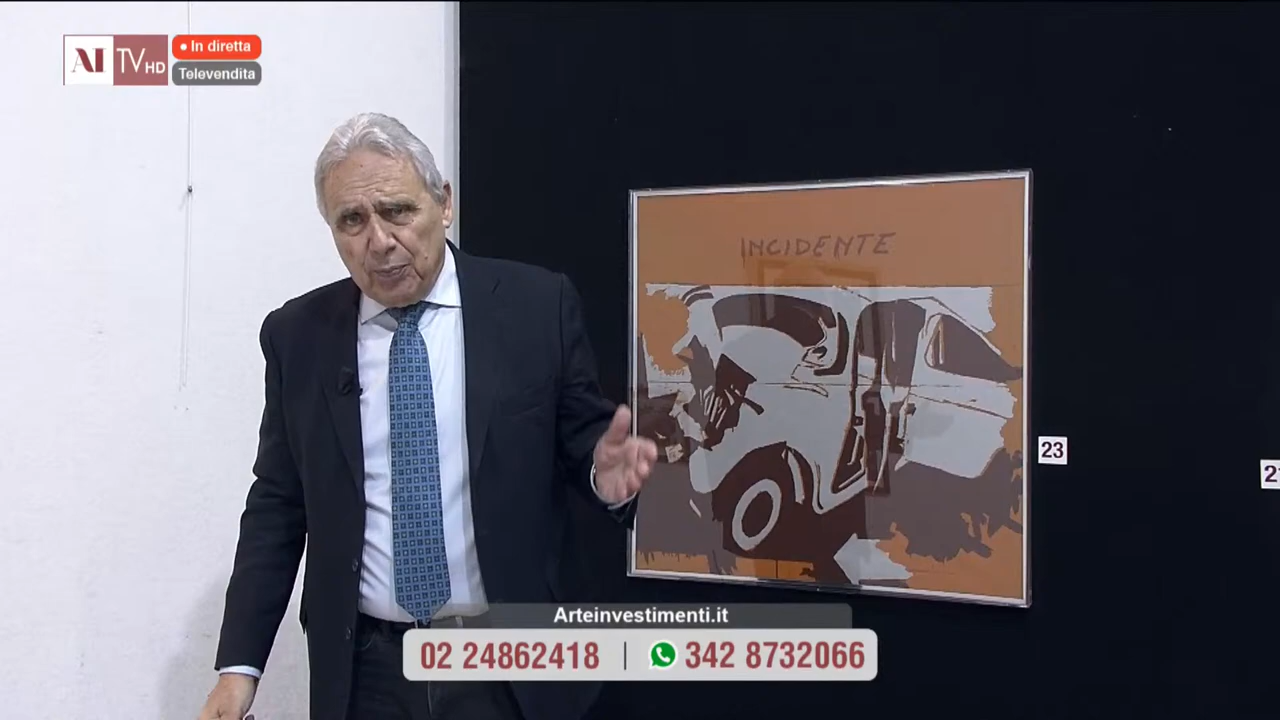 AI TV HD
In diretta
Televendita
INCIDENTE
23
Arteinvestimenti.it
02 24862418 | 342 8732066